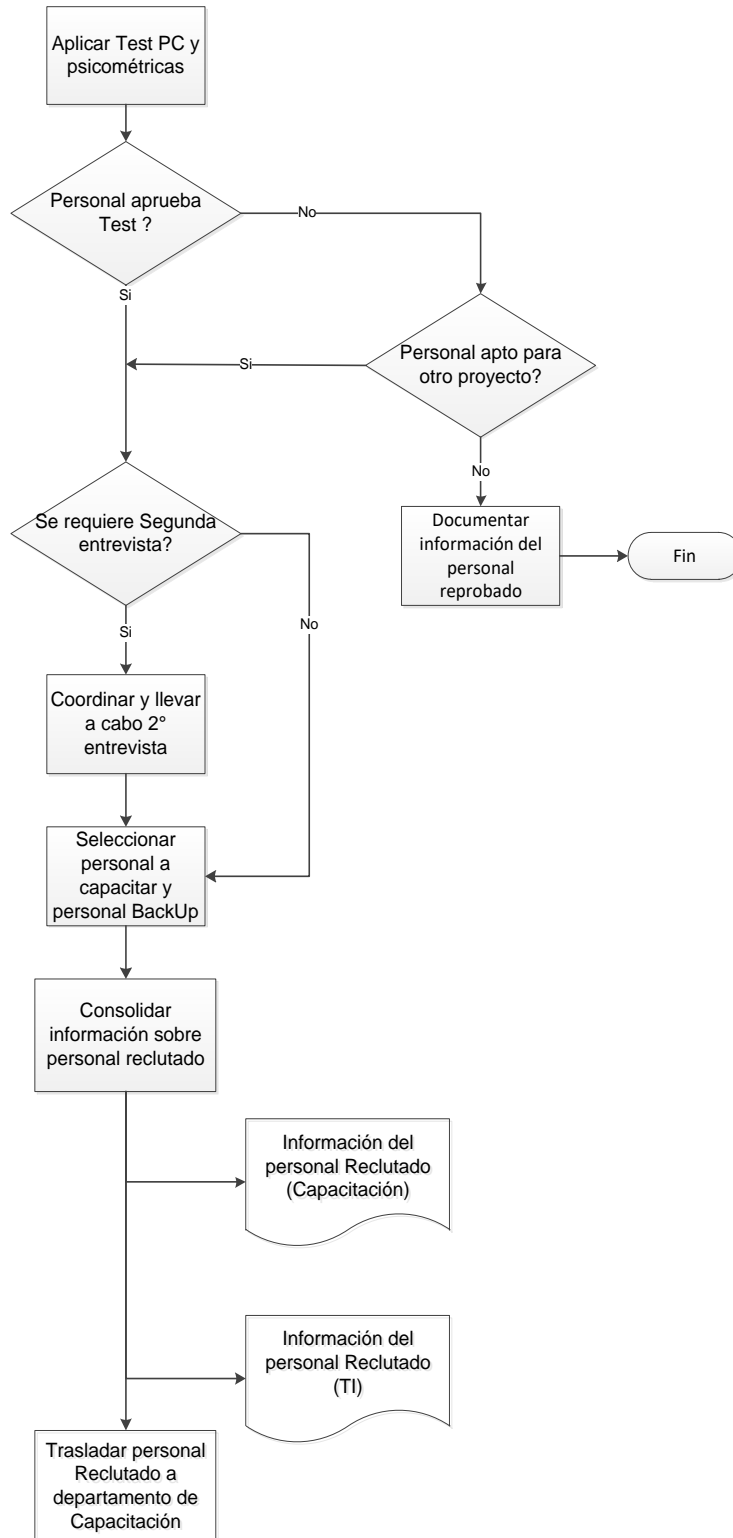 Aplicar Test PC y
psicométricas
Personal aprueba
Test ?
No
Si
Personal apto para
otro proyecto?
Si
No
Se requiere Segunda
entrevista?
Documentar
información del
personal
reprobado
Fin
No
Si
Coordinar y llevar
a cabo 2° 
entrevista
Seleccionar
personal a
capacitar y
personal BackUp
Consolidar
información sobre
personal reclutado
Información del
personal Reclutado
(Capacitación)
Información del
personal Reclutado
(TI)
Trasladar personal
Reclutado a
departamento de
Capacitación